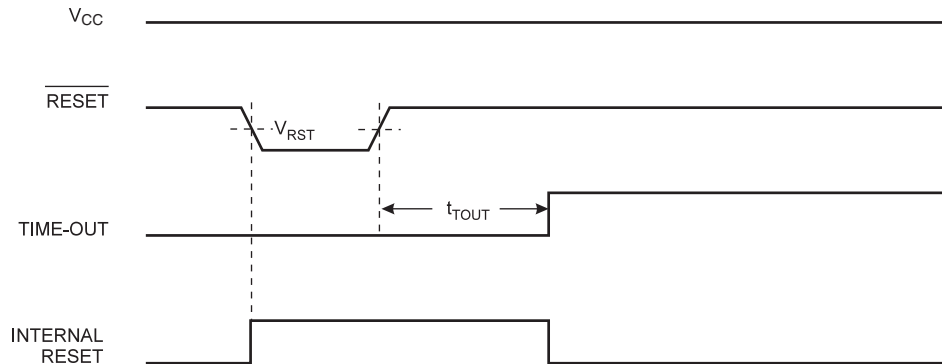 VCC
RESET
VRST
tTOUT
TIME-OUT
INTERNAL
RESET